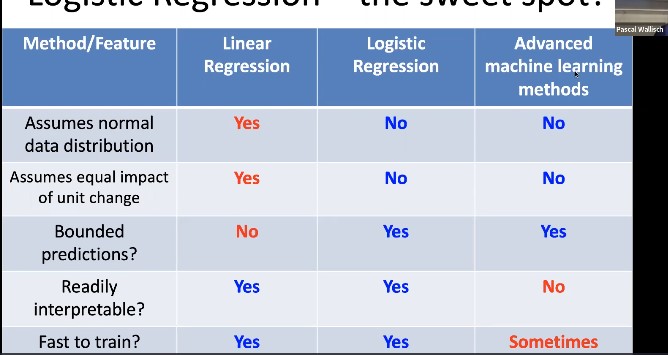 Logistic Regression – the sweet spot?
Pascal Wallisch
Method/Feature
Linear
Regression
Logistic
Regression
Advanced
machine learning
methods
Assumes normal
data distribution
Yes
No
No
Assumes equal impact
of unit change
Yes
No
No
Bounded
predictions?
No
Yes
Yes
Readily
interpretable?
Yes
Yes
No
Fast to train?
Yes
Yes
Sometimes